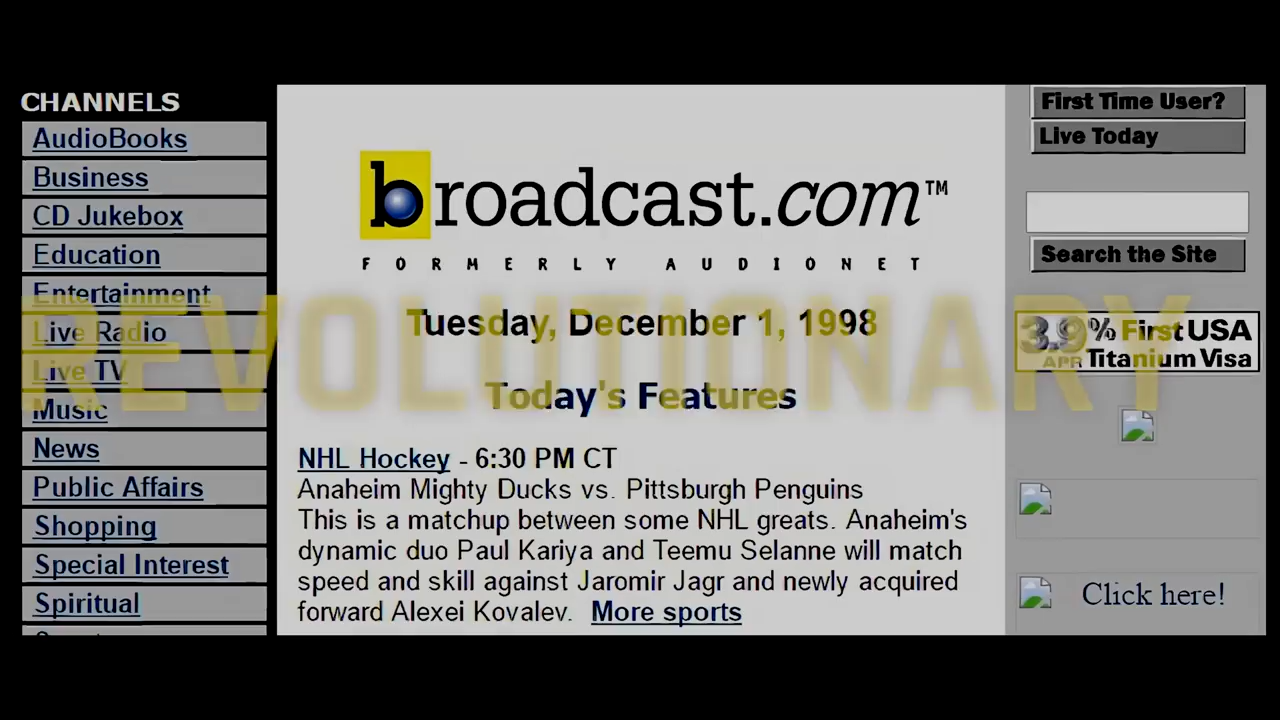 CHANNELS
AudioBooks
Business
CD Jukebox
Education
Entertainment
Live Radio
Live TV
Music
News
Public Affairs
Shopping
Special Interest
Spiritual
broadcast.com™
FORMERLY AUDIONET
Tuesday, December 1, 1998
REVOLUTIONARY
Today's Features
NHL Hockey - 6:30 PM CT
Anaheim Mighty Ducks vs. Pittsburgh Penguins
This is a matchup between some NHL greats. Anaheim's
dynamic duo Paul Kariya and Teemu Selanne will match
speed and skill against Jaromir Jagr and newly acquired
forward Alexei Kovalev. More sports
First Time User?
Live Today
Search the Site
3.9% First USA
APR Titanium Visa
Click here!